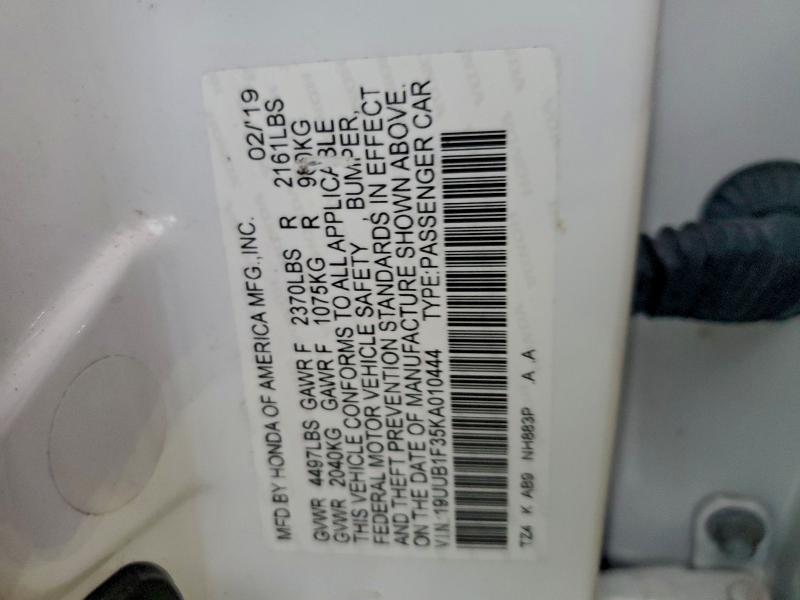 MFD.BY HONDA OF AMERICA MFG.,INC. 02/'19
GVWR 4497LBS GAWR F 2370LBS R 2161LBS
GVWR 2040KG GAWR F 1075KG R 980KG
THIS VEHICLE CONFORMS TO ALL APPLICABLE
FEDERAL MOTOR VEHICLE SAFETY , BUMPER,
AND THEFT PREVENTION STANDARDS IN EFFECT
ON THE DATE OF MANUFACTURE SHOWN ABOVE.
V.I.N:19UUB1F35KA010444 TYPE:PASSENGER CAR
TZ4 K AB9 NH883P A .A